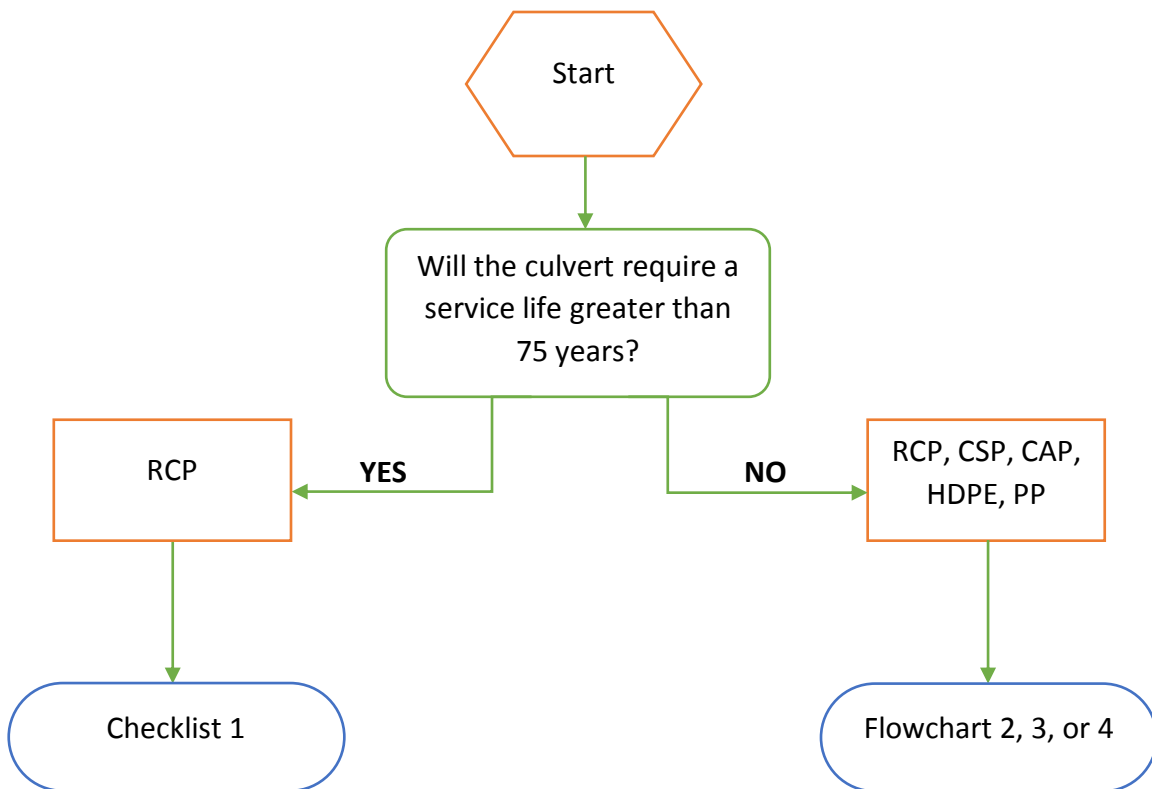 Start
Will the culvert require a
service life greater than
75 years?
RCP
YES
NO
RCP, CSP, CAP,
HDPE, PP
Checklist 1
Flowchart 2, 3, or 4